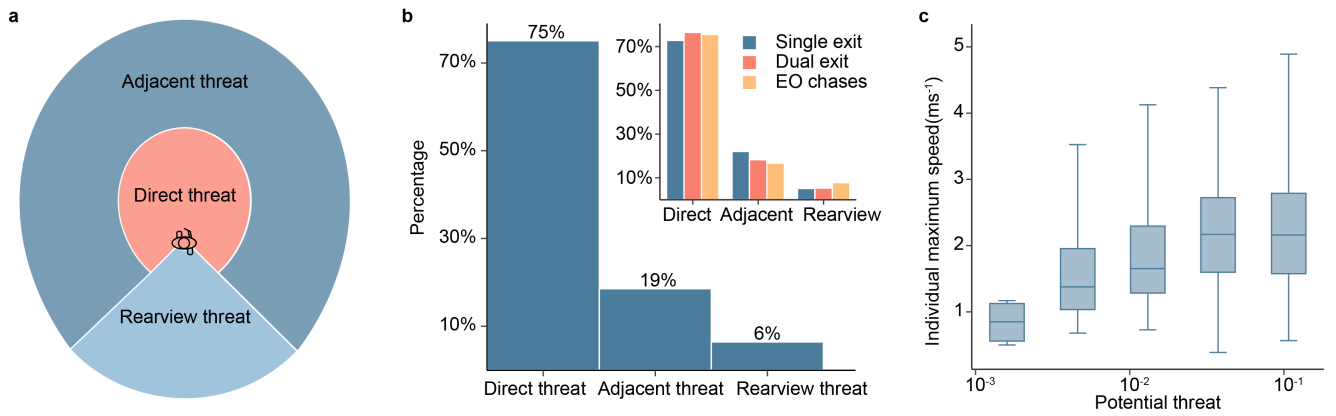 a
Adjacent threat
Direct threat
Rearview threat
b
Percentage
70%
50%
30%
10%
75%
19%
6%
Direct threat
Adjacent threat
Rearview threat
70%
50%
30%
10%
Single exit
Dual exit
EO chases
Direct
Adjacent
Rearview
c
Individual maximum speed(ms⁻¹)
5
4
3
2
1
10⁻³
10⁻²
10⁻¹
Potential threat